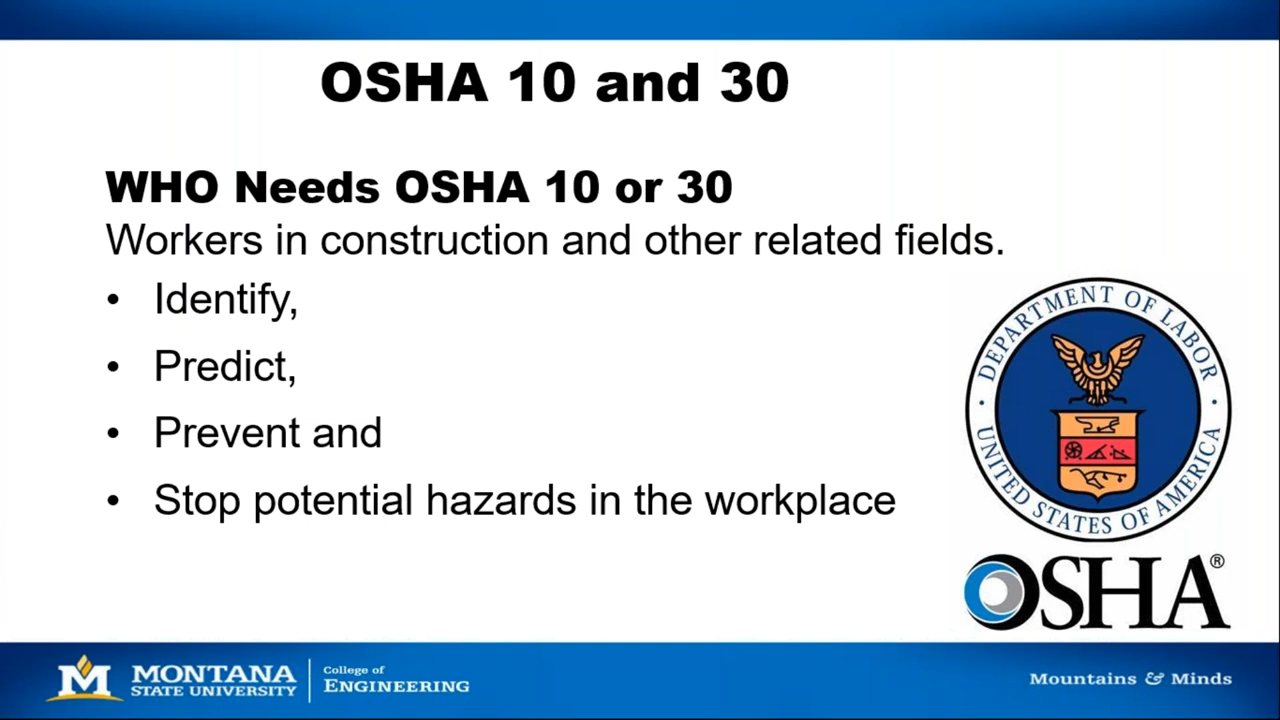 OSHA 10 and 30
WHO Needs OSHA 10 or 30
Workers in construction and other related fields.
• Identify,
• Predict,
• Prevent and
• Stop potential hazards in the workplace
DEPARTMENT OF LABOR
UNITED STATES OF AMERICA
OSHA®
M
MONTANA
STATE UNIVERSITY
College of
ENGINEERING
Mountains & Minds